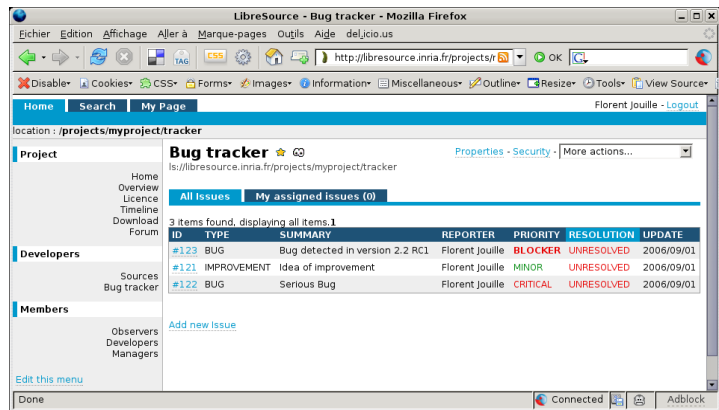 LibreSource - Bug tracker - Mozilla Firefox
Fichier Edition Affichage Aller à Marque-pages Outils Aide del.icio.us
TAG CSS http://libresource.inria.fr/projects/r OK G
Disable Cookies CSS Forms Images Information Miscellaneous Outline Resize Tools View Source
Home Search My Page Florent Jouille - Logout
location : /projects/myproject/tracker
Project
Home
Overview
Licence
Timeline
Download
Forum
Developers
Sources
Bug tracker
Members
Observers
Developers
Managers
Edit this menu
Bug tracker Properties - Security - More actions...
ls://libresource.inria.fr/projects/myproject/tracker
All Issues My assigned issues (0)
3 items found, displaying all items.1
ID TYPE SUMMARY REPORTER PRIORITY RESOLUTION UPDATE
#123 BUG Bug detected in version 2.2 RC1 Florent Jouille BLOCKER UNRESOLVED 2006/09/01
#121 IMPROVEMENT Idea of improvement Florent Jouille MINOR UNRESOLVED 2006/09/01
#122 BUG Serious Bug Florent Jouille CRITICAL UNRESOLVED 2006/09/01
Add new Issue
Done Connected Adblock